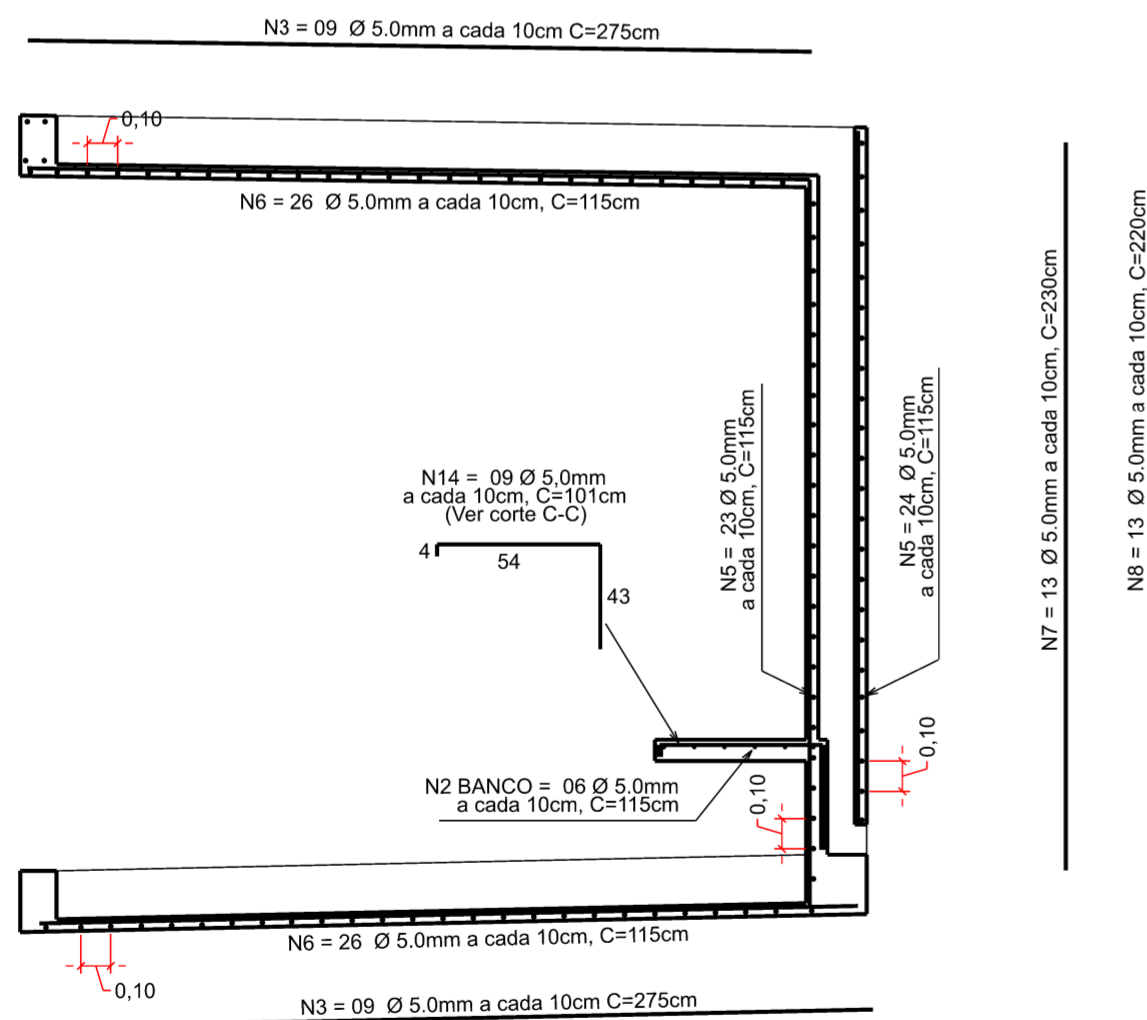 N3 = 09 Ø 5.0mm a cada 10cm C=275cm
0,10
N6 = 26 Ø 5.0mm a cada 10cm, C=115cm
N14 = 09 Ø 5,0mm
a cada 10cm, C=101cm
(Ver corte C-C)
4
54
43
N5 = 23 Ø 5.0mm
a cada 10cm, C=115cm
N5 = 24 Ø 5.0mm
a cada 10cm, C=115cm
N7 = 13 Ø 5.0mm a cada 10cm, C=230cm
N8 = 13 Ø 5.0mm a cada 10cm, C=220cm
0,10
N2 BANCO = 06 Ø 5.0mm
a cada 10cm, C=115cm
0,10
N6 = 26 Ø 5.0mm a cada 10cm, C=115cm
0,10
N3 = 09 Ø 5.0mm a cada 10cm C=275cm